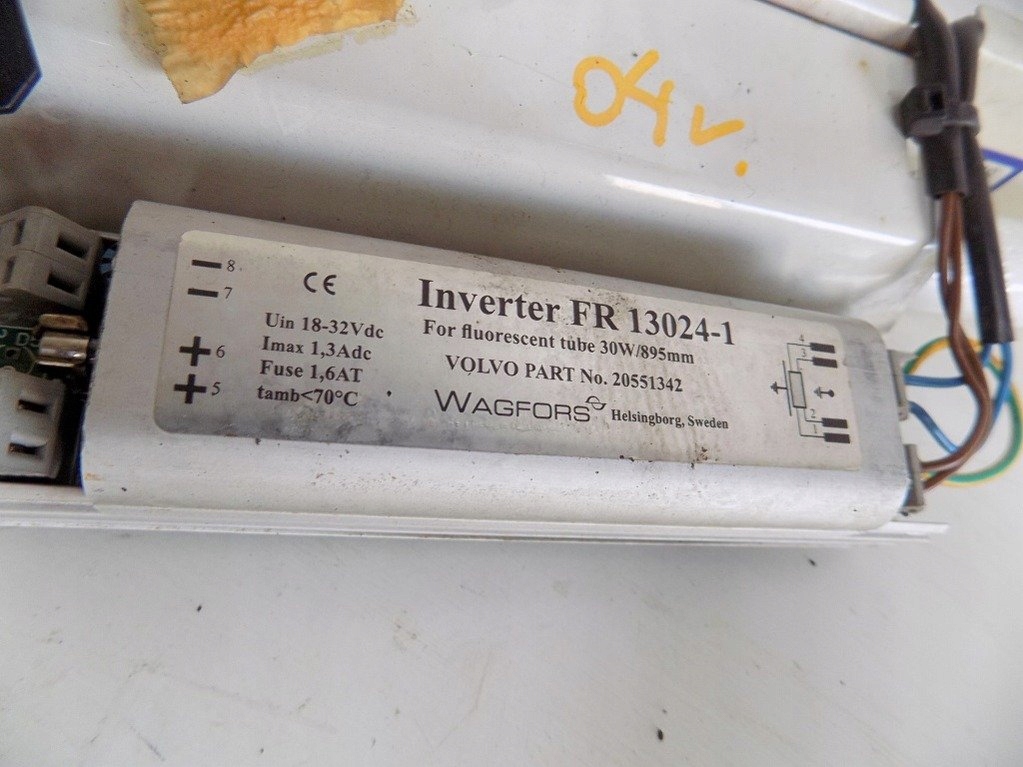 04 v.
− 8
− 7
+ 6
+ 5
CE
Uin 18-32Vdc
Imax 1,3Adc
Fuse 1,6AT
tamb<70°C
Inverter FR 13024-1
For fluorescent tube 30W/895mm
VOLVO PART No. 20551342
WAGFORS Helsingborg, Sweden
4
3
2
1